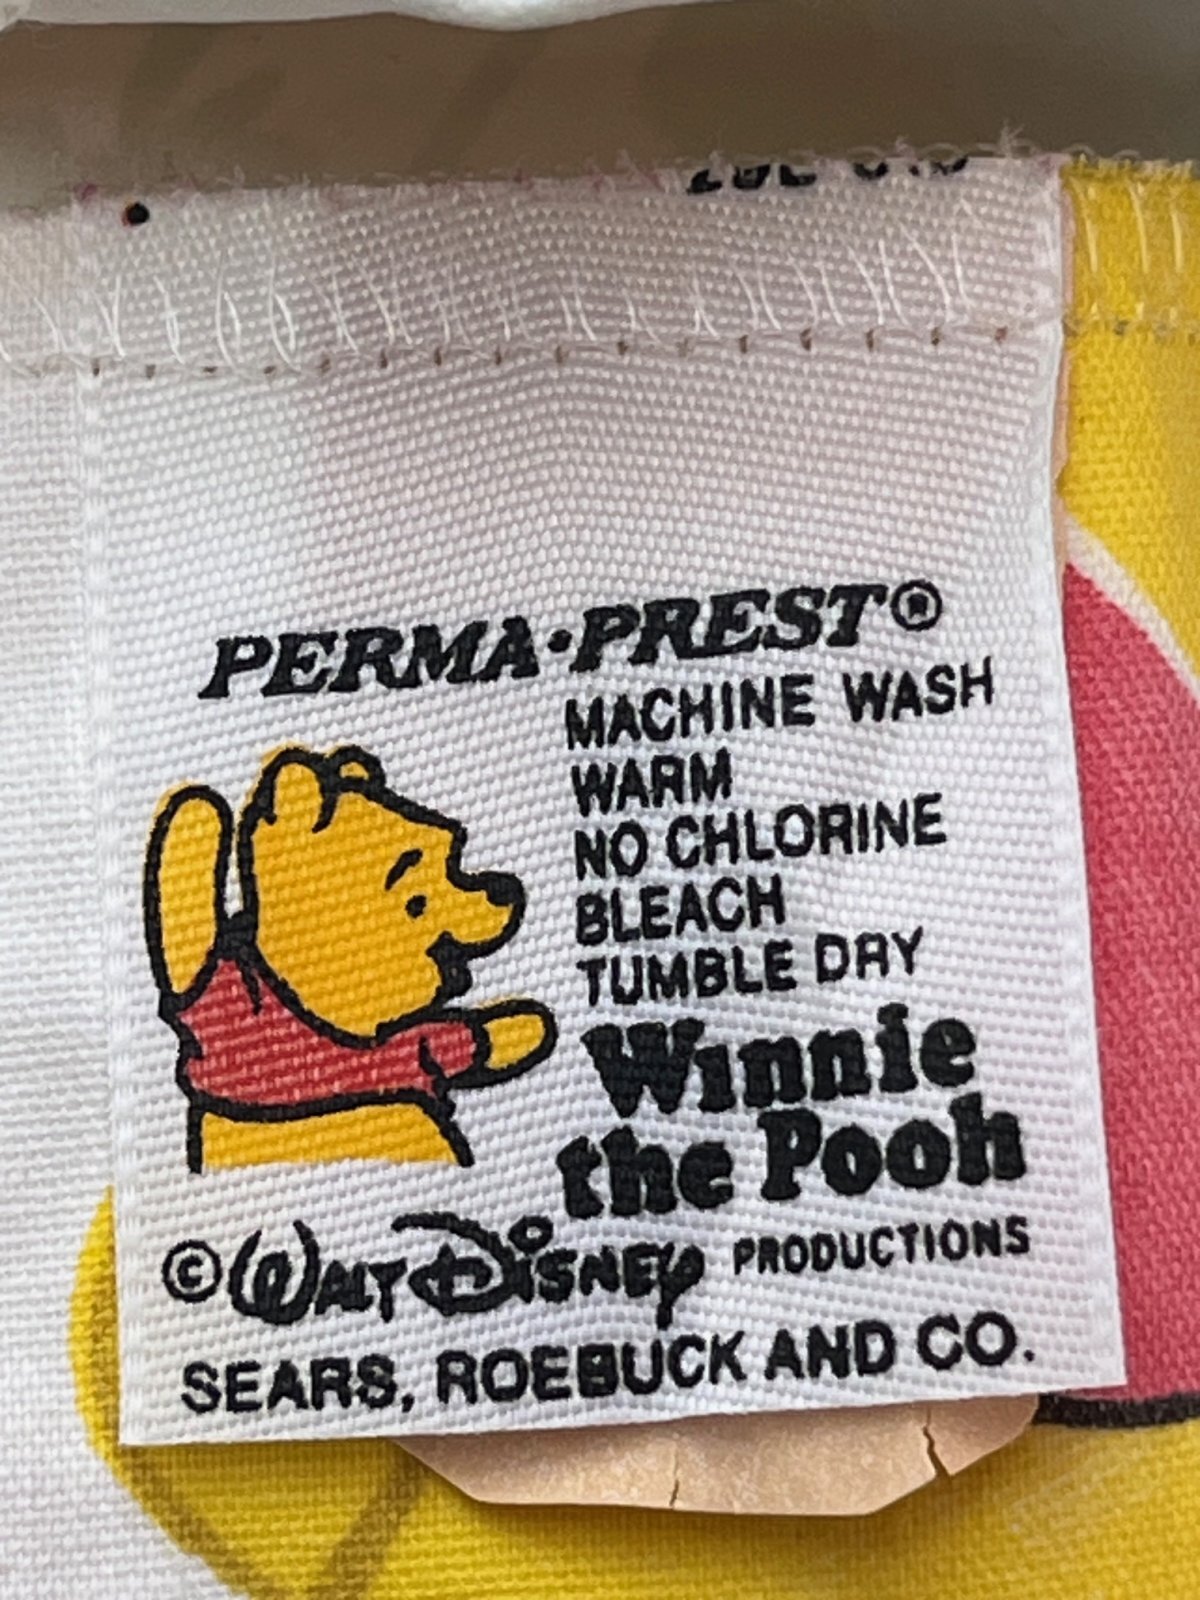 PERMA·PREST®
MACHINE WASH
WARM
NO CHLORINE
BLEACH
TUMBLE DRY
Winnie
the Pooh
© WALT DISNEY PRODUCTIONS
SEARS, ROEBUCK AND CO.